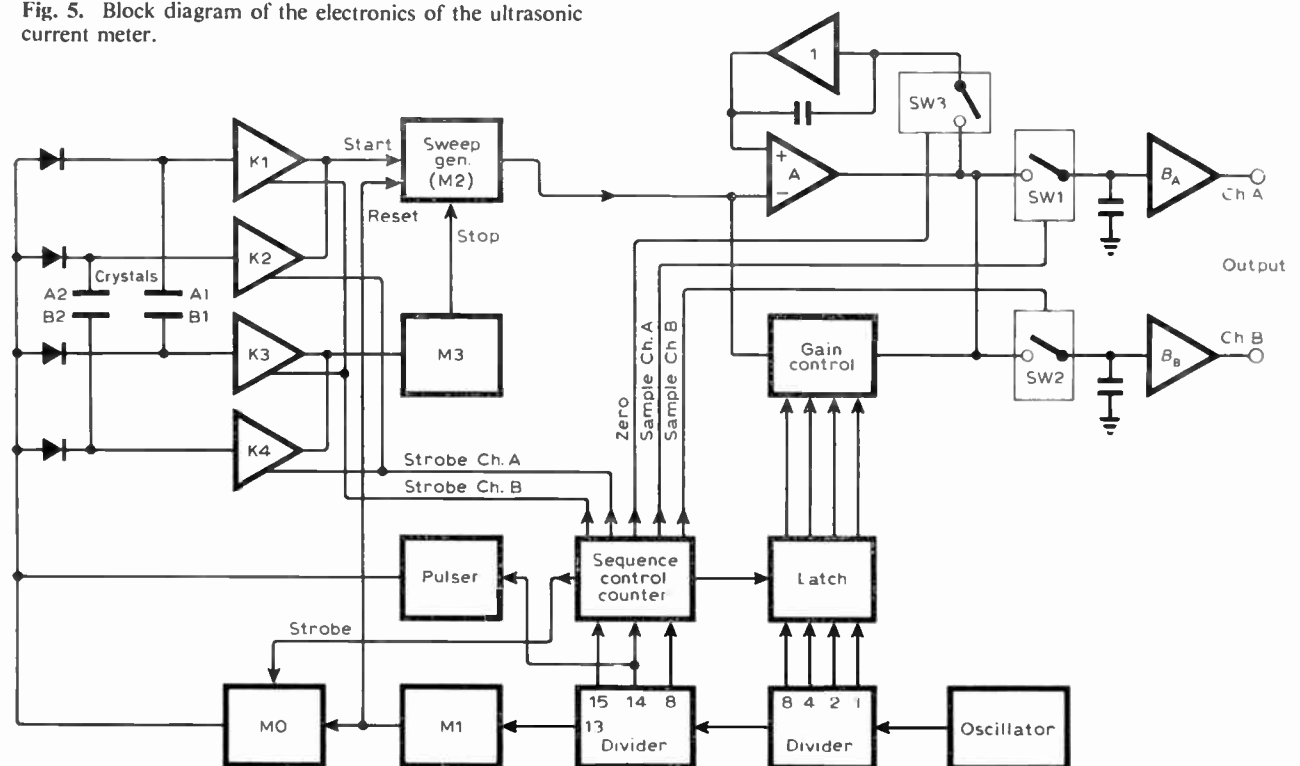 Fig. 5. Block diagram of the electronics of the ultrasonic
current meter.
1
SW3
K1
Start
Sweep
gen.
(M2)
+
A
−
SW1
B_A
Ch A
Reset
K2
Stop
Crystals
Output
A2
A1
B2
B1
K3
M3
Zero
Sample Ch. A
Sample Ch B
Gain
control
SW2
B_B
Ch B
K4
Strobe Ch. A
Strobe Ch. B
Pulser
Sequence
control
counter
Latch
Strobe
M0
M1
15 14 8
13
Divider
8 4 2 1
Divider
Oscillator